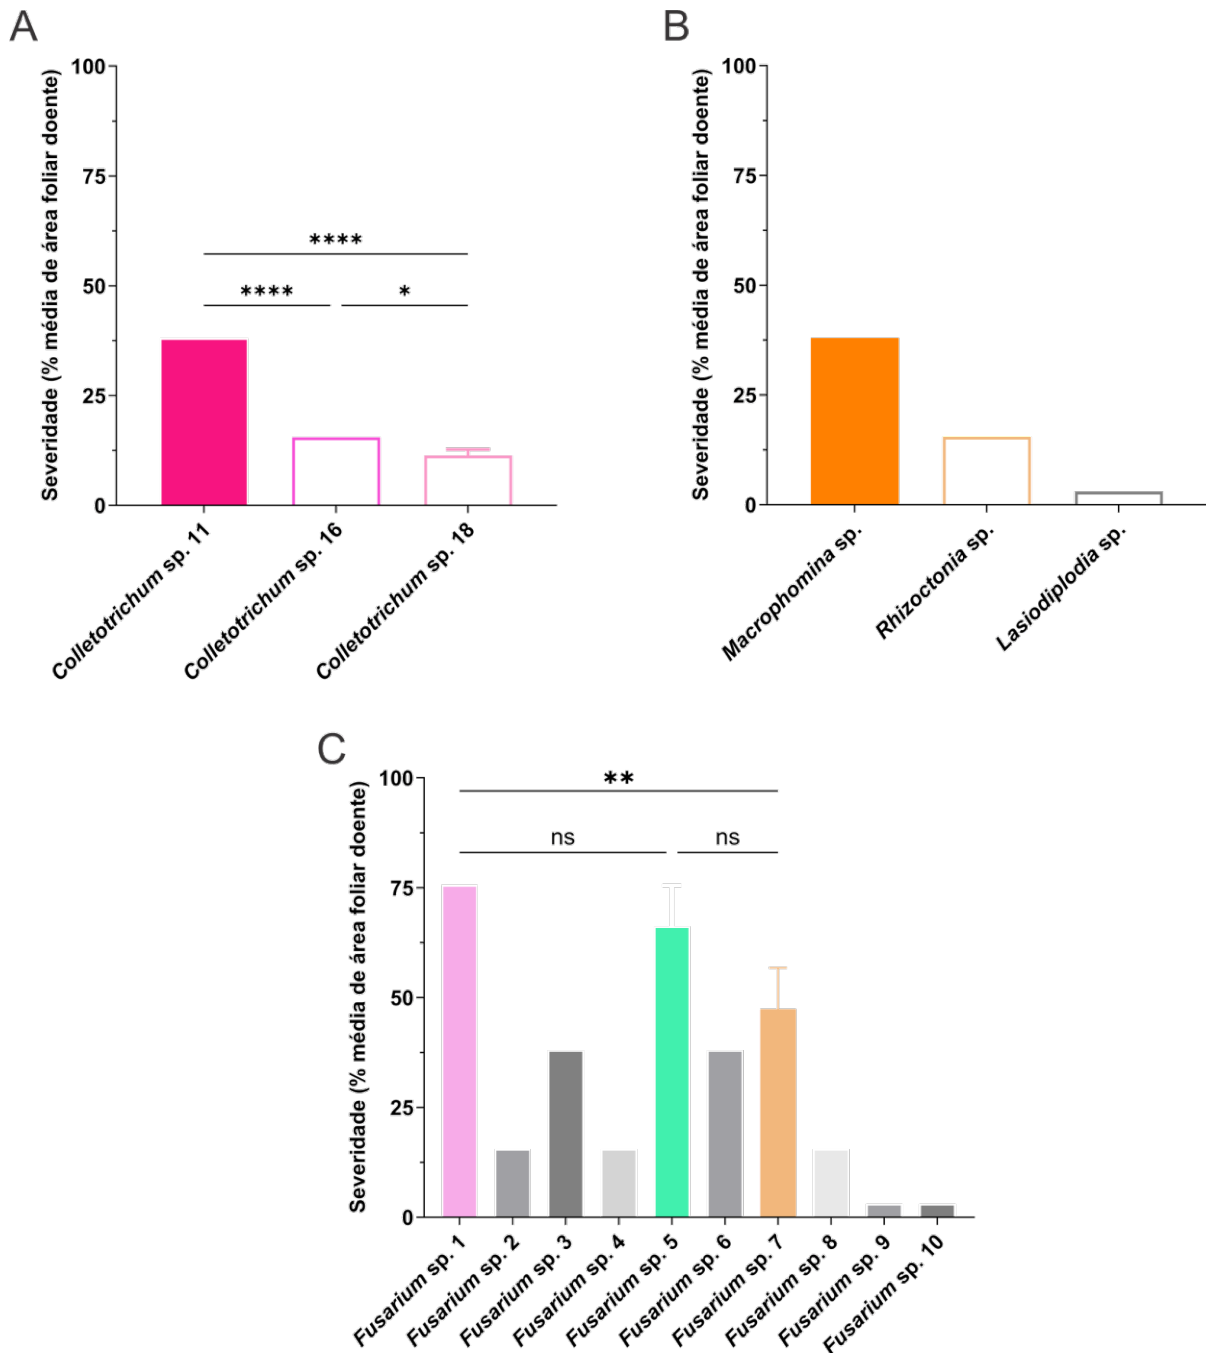 A
Severidade (% média de área foliar doente)
100
75
50
25
0
****
****
*
Colletotrichum sp. 11
Colletotrichum sp. 16
Colletotrichum sp. 18
B
Severidade (% média de área foliar doente)
100
75
50
25
0
Macrophomina sp.
Rhizoctonia sp.
Lasiodiplodia sp.
C
Severidade (% média de área foliar doente)
100
75
50
25
0
**
ns
ns
Fusarium sp. 1
Fusarium sp. 2
Fusarium sp. 3
Fusarium sp. 4
Fusarium sp. 5
Fusarium sp. 6
Fusarium sp. 7
Fusarium sp. 8
Fusarium sp. 9
Fusarium sp. 10